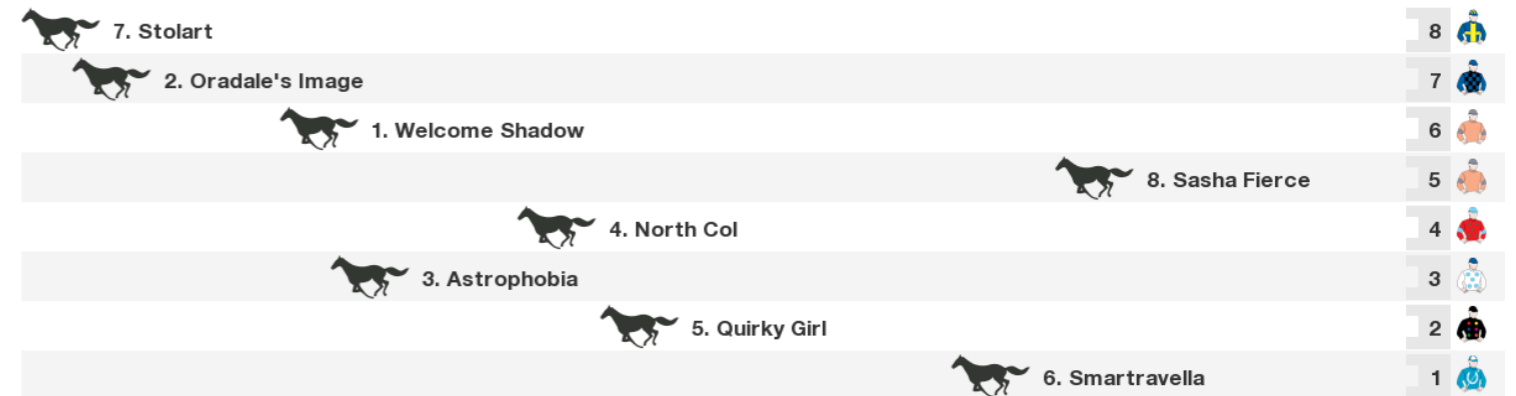 7. Stolart 8
2. Oradale's Image 7
1. Welcome Shadow 6
8. Sasha Fierce 5
4. North Col 4
3. Astrophobia 3
5. Quirky Girl 2
6. Smartravella 1